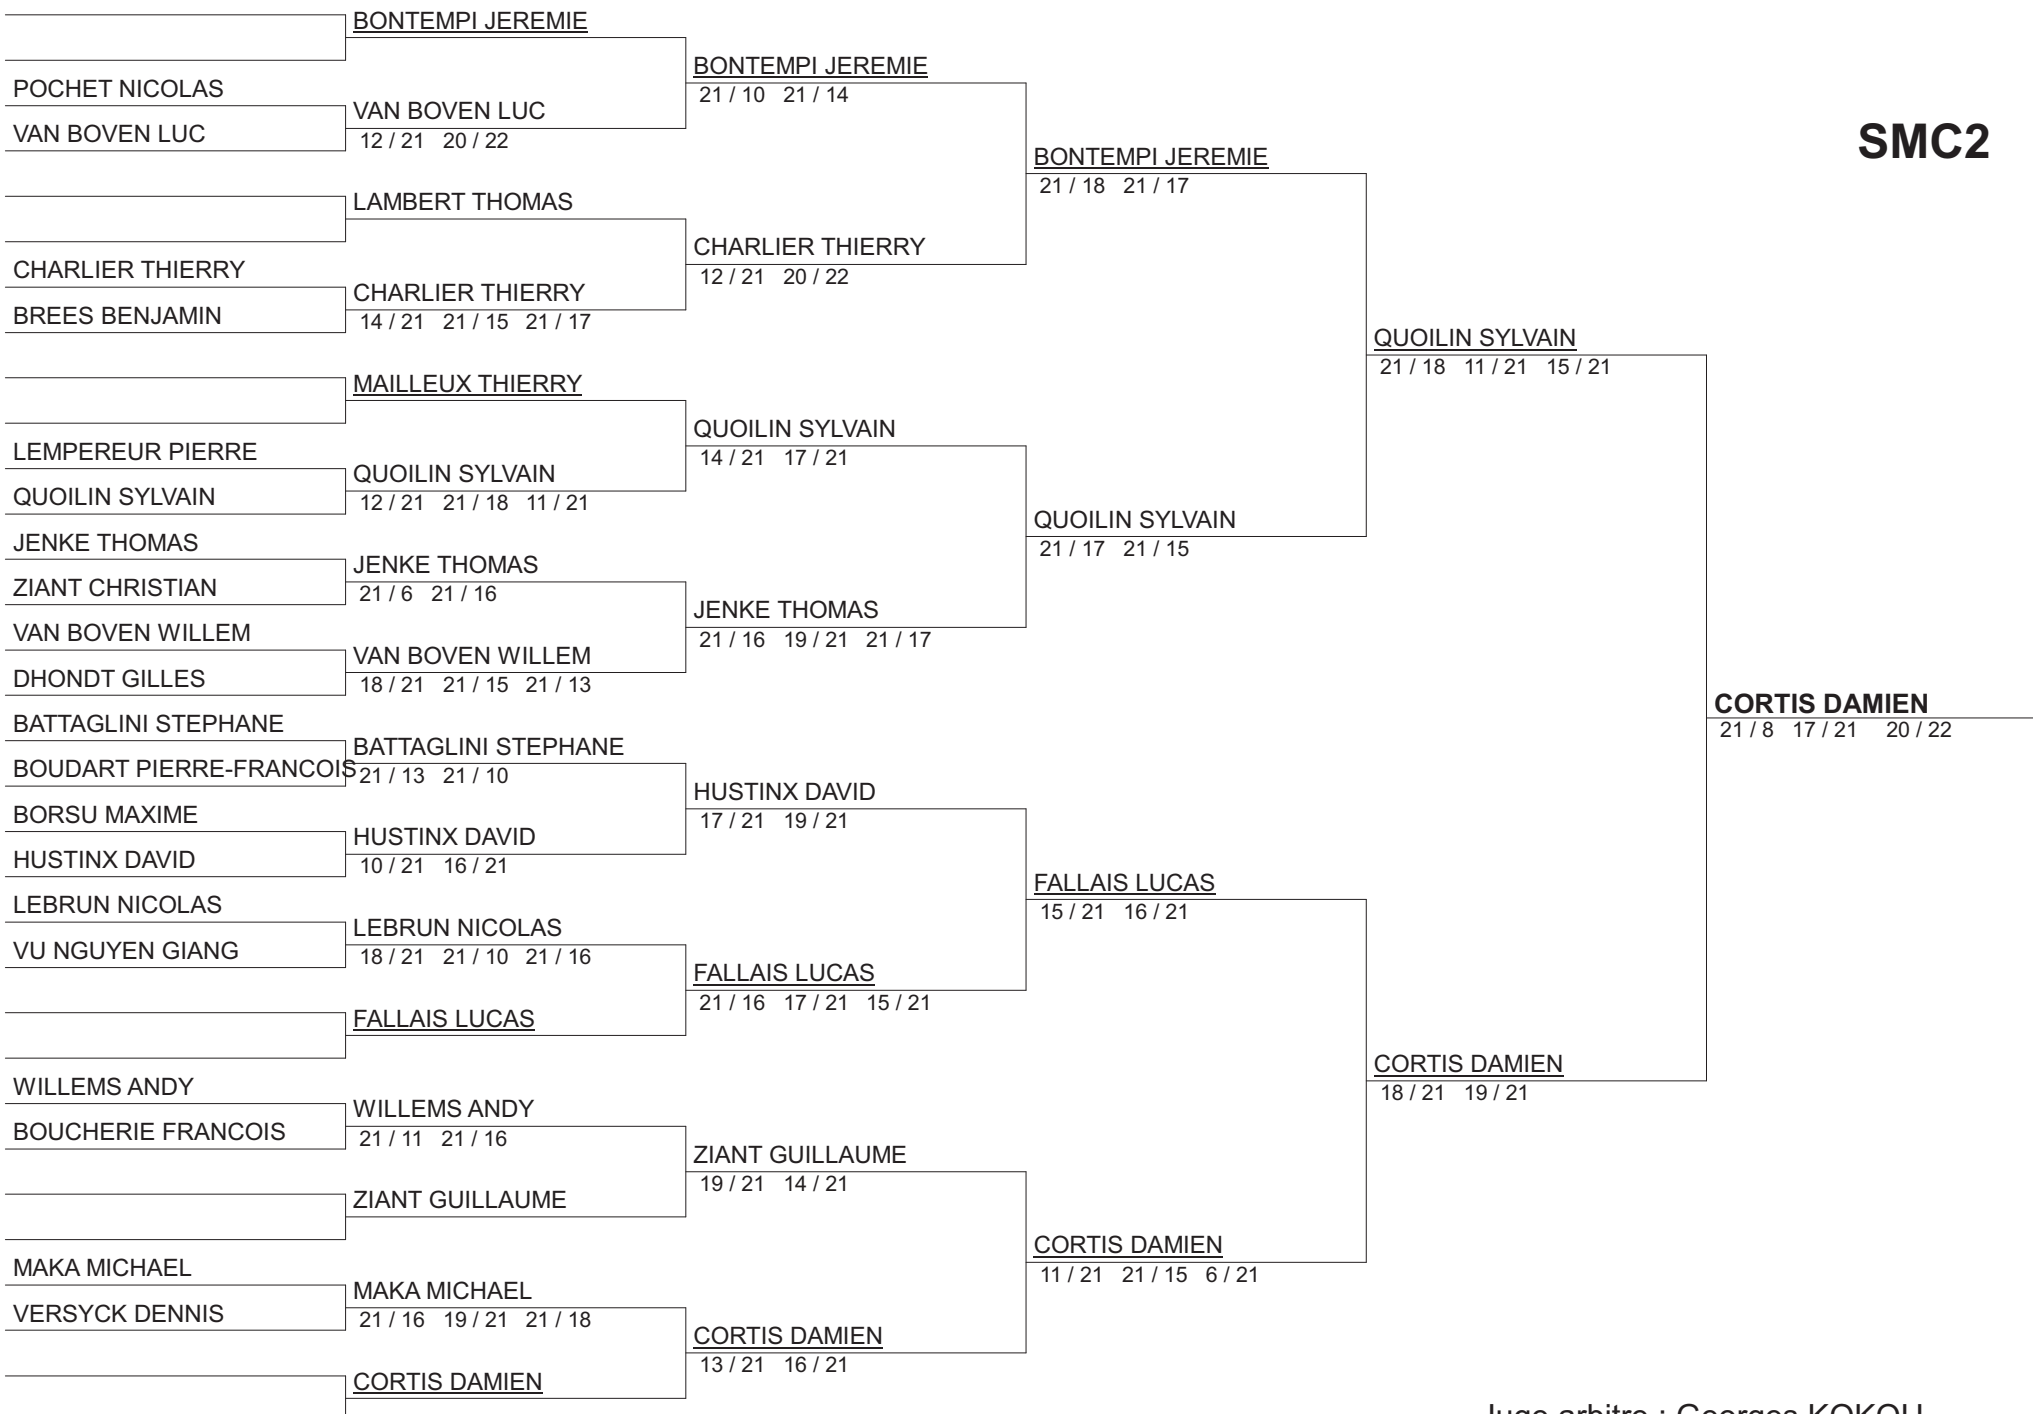 BONTEMPI JEREMIE
BONTEMPI JEREMIE
21 / 10 21 / 14
POCHET NICOLAS
VAN BOVEN LUC
VAN BOVEN LUC
12 / 21 20 / 22
SMC2
BONTEMPI JEREMIE
21 / 18 21 / 17
LAMBERT THOMAS
CHARLIER THIERRY
12 / 21 20 / 22
CHARLIER THIERRY
BREES BENJAMIN
CHARLIER THIERRY
14 / 21 21 / 15 21 / 17
QUOILIN SYLVAIN
21 / 18 11 / 21 15 / 21
MAILLEUX THIERRY
QUOILIN SYLVAIN
14 / 21 17 / 21
LEMPEREUR PIERRE
QUOILIN SYLVAIN
QUOILIN SYLVAIN
12 / 21 21 / 18 11 / 21
QUOILIN SYLVAIN
21 / 17 21 / 15
JENKE THOMAS
ZIANT CHRISTIAN
JENKE THOMAS
21 / 6 21 / 16
JENKE THOMAS
21 / 16 19 / 21 21 / 17
VAN BOVEN WILLEM
DHONDT GILLES
VAN BOVEN WILLEM
18 / 21 21 / 15 21 / 13
CORTIS DAMIEN
21 / 8 17 / 21 20 / 22
BATTAGLINI STEPHANE
BOUDART PIERRE-FRANCOIS
BATTAGLINI STEPHANE
21 / 13 21 / 10
HUSTINX DAVID
17 / 21 19 / 21
BORSU MAXIME
HUSTINX DAVID
HUSTINX DAVID
10 / 21 16 / 21
FALLAIS LUCAS
15 / 21 16 / 21
LEBRUN NICOLAS
VU NGUYEN GIANG
LEBRUN NICOLAS
18 / 21 21 / 10 21 / 16
FALLAIS LUCAS
21 / 16 17 / 21 15 / 21
FALLAIS LUCAS
CORTIS DAMIEN
18 / 21 19 / 21
WILLEMS ANDY
BOUCHERIE FRANCOIS
WILLEMS ANDY
21 / 11 21 / 16
ZIANT GUILLAUME
19 / 21 14 / 21
ZIANT GUILLAUME
CORTIS DAMIEN
11 / 21 21 / 15 6 / 21
MAKA MICHAEL
VERSYCK DENNIS
MAKA MICHAEL
21 / 16 19 / 21 21 / 18
CORTIS DAMIEN
13 / 21 16 / 21
CORTIS DAMIEN
Juge arbitre : Georges KOKOU